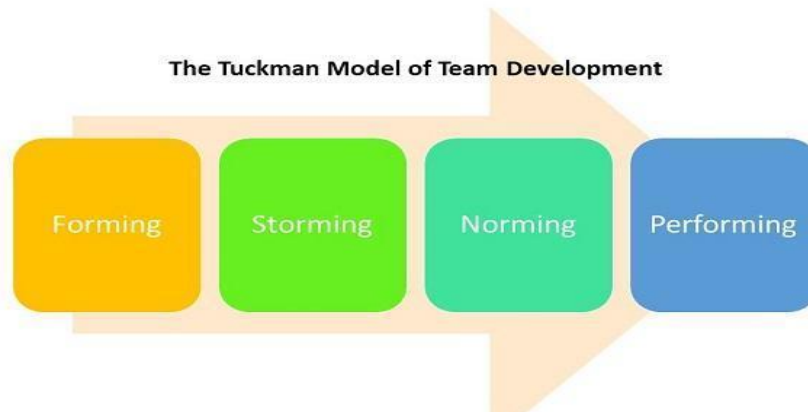 The Tuckman Model of Team Development
Forming
Storming
Norming
Performing